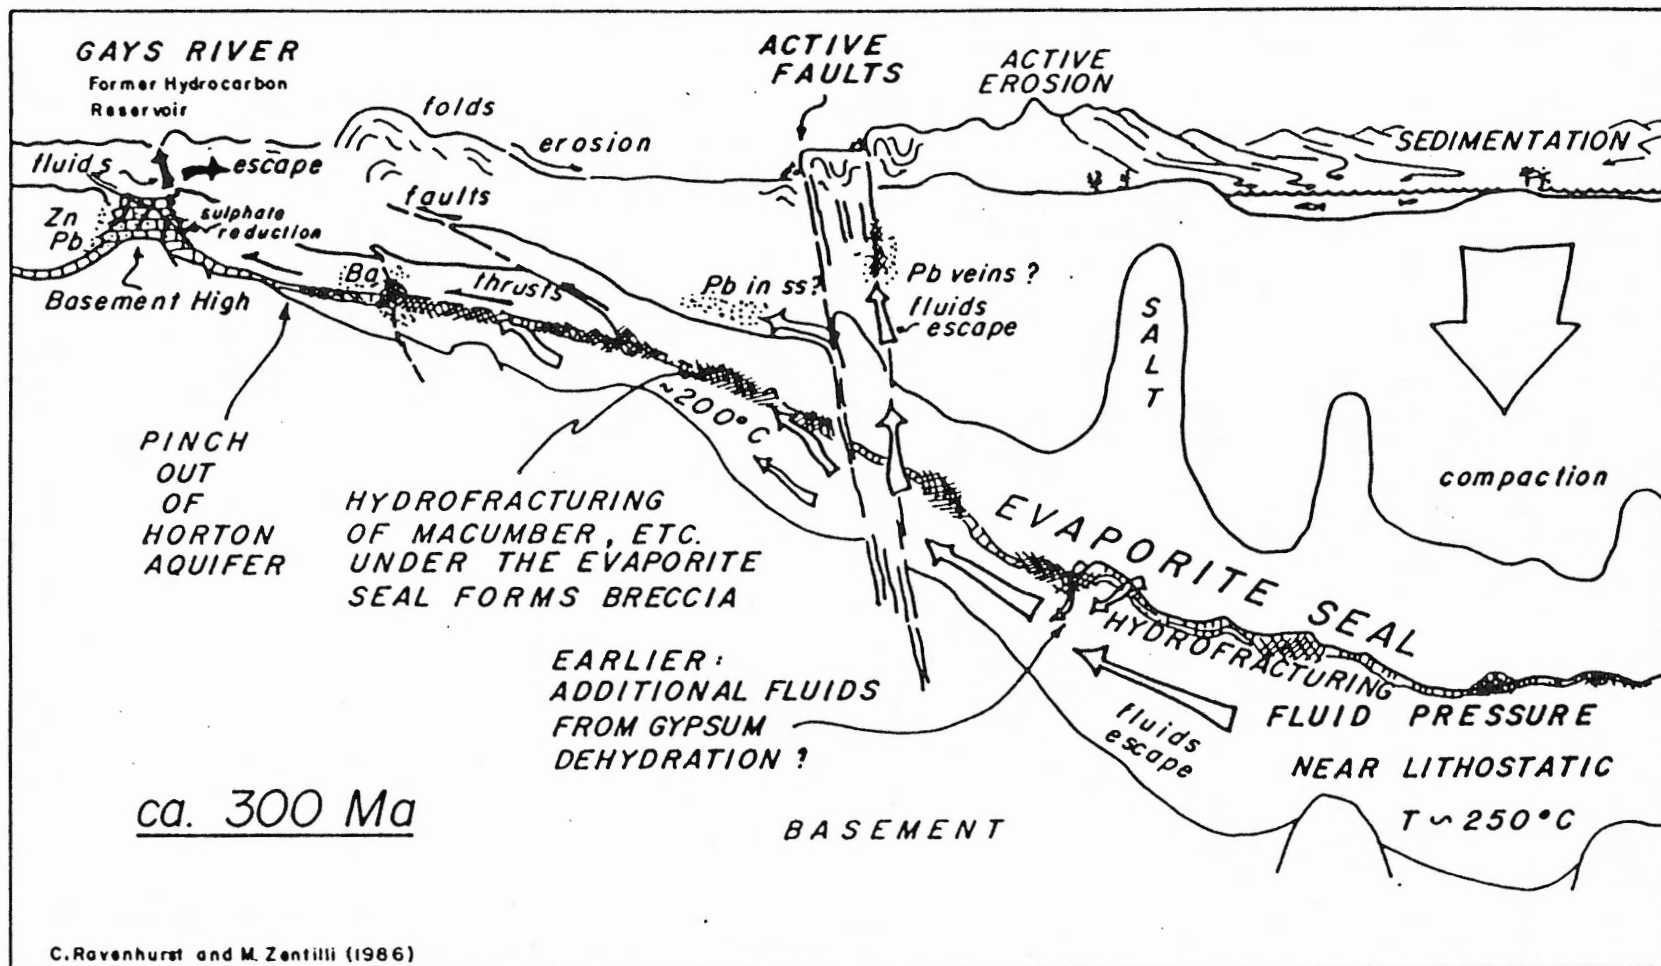 GAYS RIVER
Former Hydrocarbon
Reservoir
fluids
escape
Zn
Pb
sulphate
reduction
Basement High
folds
erosion
faults
Ba
thrusts
ACTIVE
FAULTS
ACTIVE
EROSION
SEDIMENTATION
Pb in ss?
Pb veins?
fluids
escape
SALT
compaction
~200°C
PINCH
OUT
OF
HORTON
AQUIFER
HYDROFRACTURING
OF MACUMBER, ETC.
UNDER THE EVAPORITE
SEAL FORMS BRECCIA
EVAPORITE SEAL
HYDROFRACTURING
EARLIER:
ADDITIONAL FLUIDS
FROM GYPSUM
DEHYDRATION?
fluids
escape
FLUID PRESSURE
NEAR LITHOSTATIC
T ~ 250°C
ca. 300 Ma
BASEMENT
C. Ravenhurst and M. Zentilli (1986)